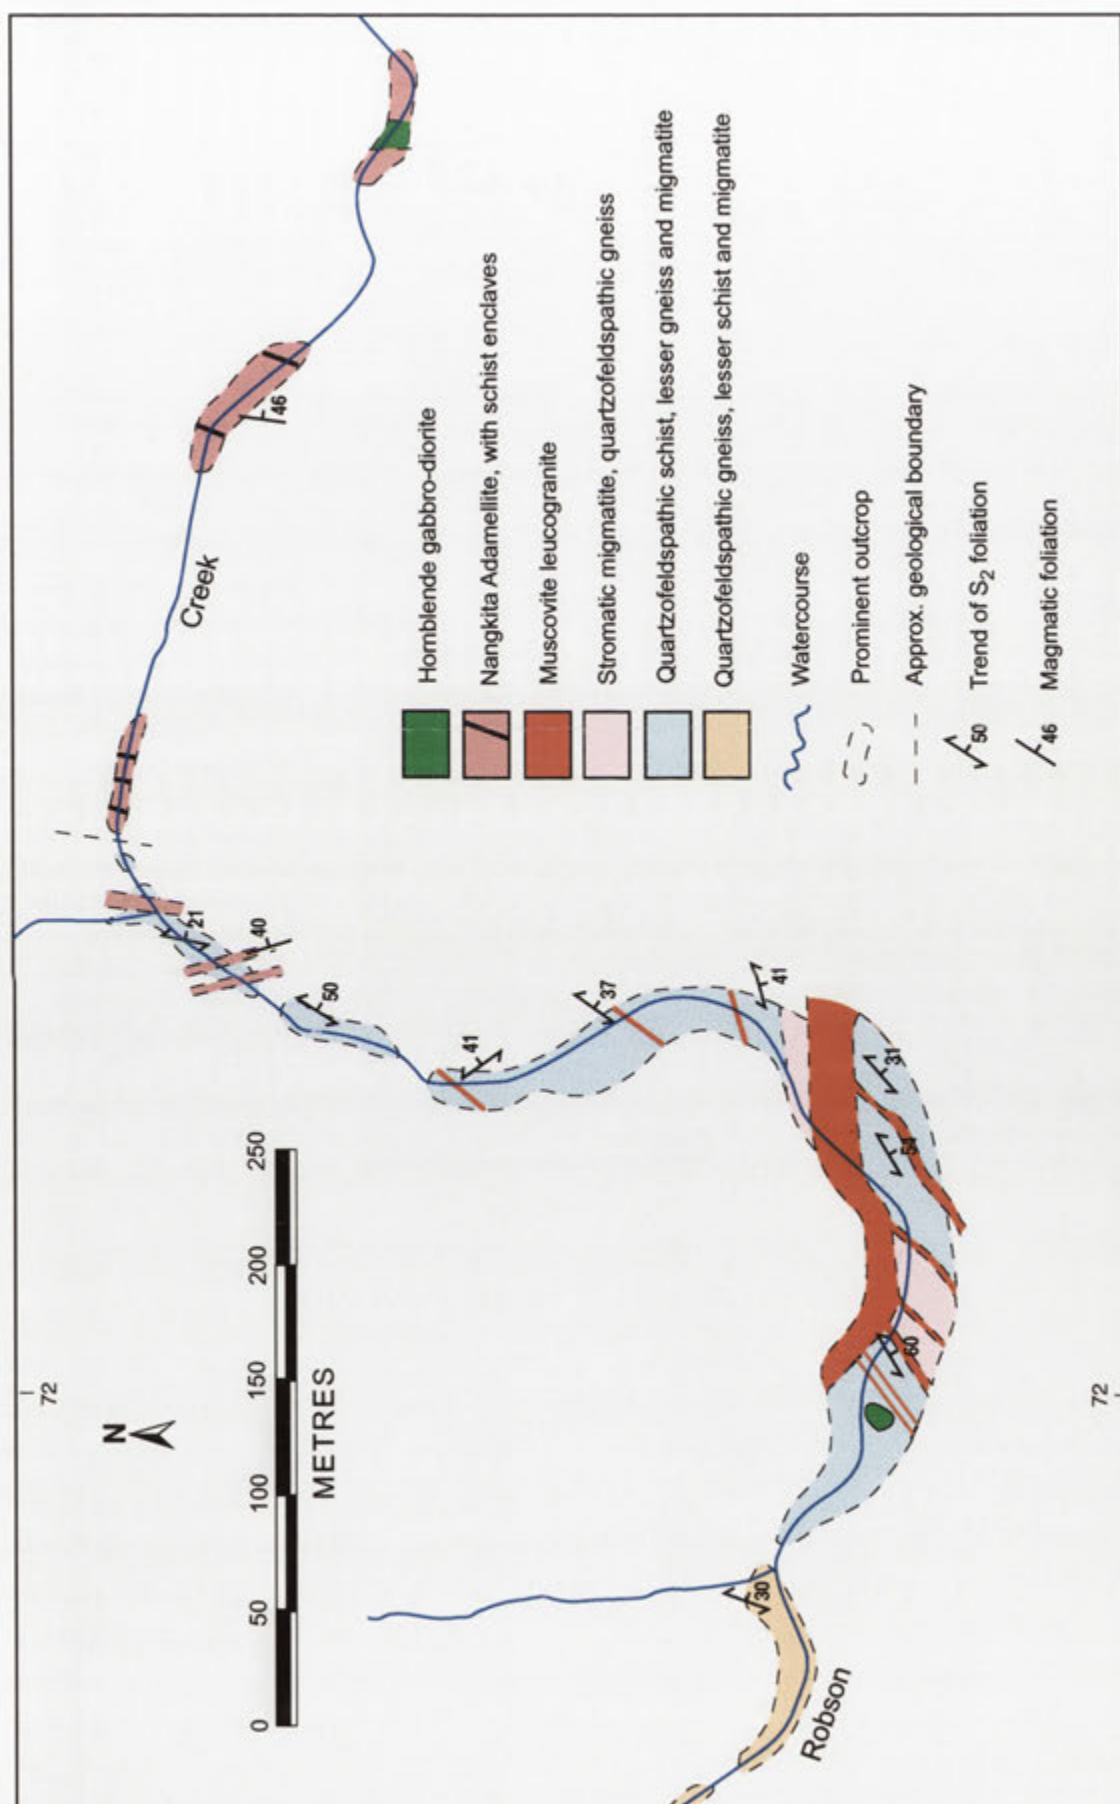 72
N
0 50 100 150 200 250
METRES
Robson
Creek
30
60
54
31
41
37
41
50
40
21
46
Hornblende gabbro-diorite
Nangkita Adamellite, with schist enclaves
Muscovite leucogranite
Stromatic migmatite, quartzofeldspathic gneiss
Quartzofeldspathic schist, lesser gneiss and migmatite
Quartzofeldspathic gneiss, lesser schist and migmatite
Watercourse
Prominent outcrop
Approx. geological boundary
50 Trend of S2 foliation
46 Magmatic foliation
72